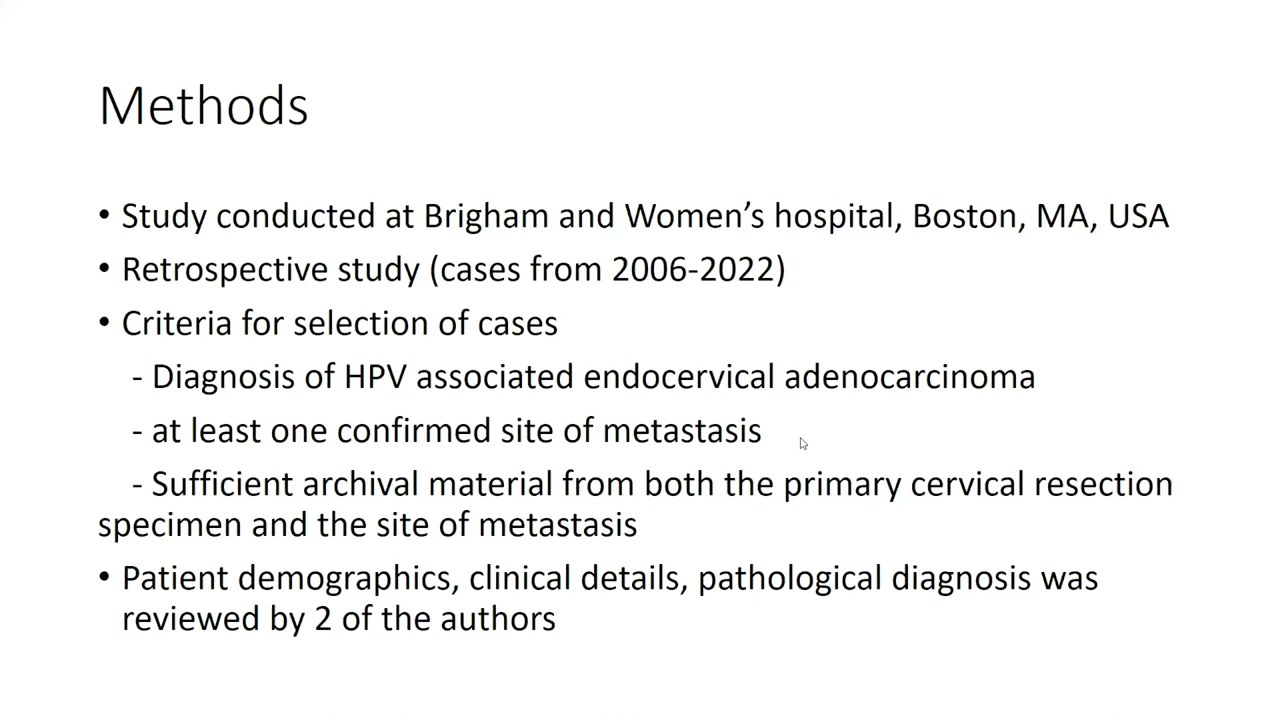 Methods
• Study conducted at Brigham and Women’s hospital, Boston, MA, USA
• Retrospective study (cases from 2006-2022)
• Criteria for selection of cases
- Diagnosis of HPV associated endocervical adenocarcinoma
- at least one confirmed site of metastasis
- Sufficient archival material from both the primary cervical resection
specimen and the site of metastasis
• Patient demographics, clinical details, pathological diagnosis was
reviewed by 2 of the authors